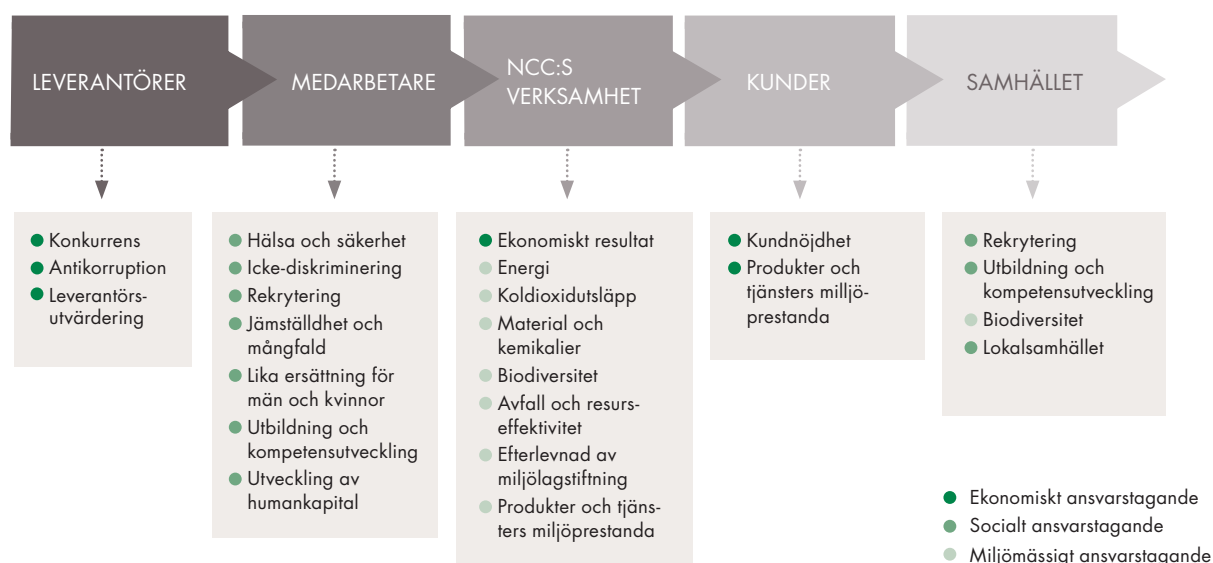 LEVERANTÖRER
MEDARBETARE
NCC:S
VERKSAMHET
KUNDER
SAMHÄLLET
Konkurrens
Antikorruption
Leverantörs-
utvärdering
Hälsa och säkerhet
Icke-diskriminering
Rekrytering
Jämställdhet och
mångfald
Lika ersättning för
män och kvinnor
Utbildning och
kompetensutveckling
Utveckling av
humankapital
Ekonomiskt resultat
Energi
Koldioxidutsläpp
Material och
kemikalier
Biodiversitet
Avfall och resurs-
effektivitet
Efterlevnad av
miljölagstiftning
Produkter och tjäns-
ters miljöprestanda
Kundnöjdhet
Produkter och
tjänsters milljö-
prestanda
Rekrytering
Utbildning och
kompetensutveckling
Biodiversitet
Lokalsamhället
Ekonomiskt ansvarstagande
Socialt ansvarstagande
Miljömässigt ansvarstagande